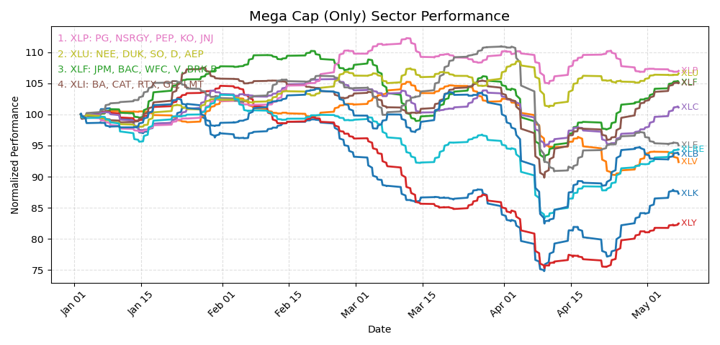 Mega Cap (Only) Sector Performance
1. XLP: PG, NSRGY, PEP, KO, JNJ
2. XLU: NEE, DUK, SO, D, AEP
3. XLF: JPM, BAC, WFC, V,
4. XLI: BA, CAT, RTX,
110
105
100
95
90
85
80
75
Normalized Performance
XLF
XLC
XLV
XLK
XLY
Jan 01
Jan 15
Feb 01
Feb 15
Mar 01
Mar 15
Apr 01
Apr 15
May 01
Date